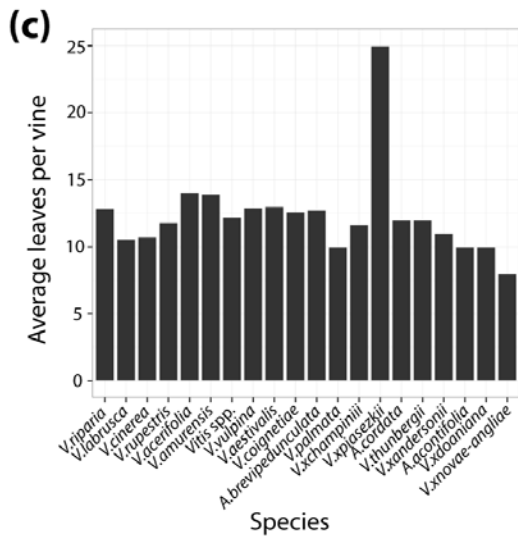 (c)
Average leaves per vine
25
20
15
10
5
0
V.riparia
V.labrusca
V.cinerea
V.rupestris
V.acerifolia
V.amurensis
Vitis spp.
V.vulpina
V.aestivalis
V.coignetiae
A.brevipedunculata
V.palmata
V.xchampinii
V.xpiasezkii
A.cordata
V.thunbergii
V.xandersonii
A.acontifolia
V.xdoaniana
V.xnovae-angliae
Species